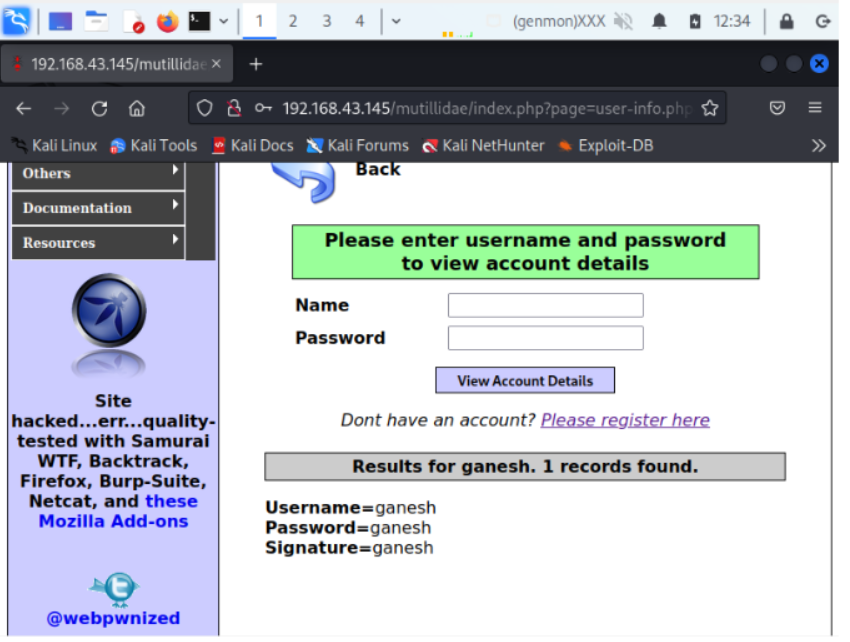 1 2 3 4 (genmon)XXX 12:34
192.168.43.145/mutillidae
192.168.43.145/mutillidae/index.php?page=user-info.php
Kali Linux Kali Tools Kali Docs Kali Forums Kali NetHunter Exploit-DB
Others
Documentation
Resources
Site
hacked...err...quality-
tested with Samurai
WTF, Backtrack,
Firefox, Burp-Suite,
Netcat, and these
Mozilla Add-ons
@webpwnized
Back
Please enter username and password
to view account details
Name
Password
View Account Details
Dont have an account? Please register here
Results for ganesh. 1 records found.
Username=ganesh
Password=ganesh
Signature=ganesh